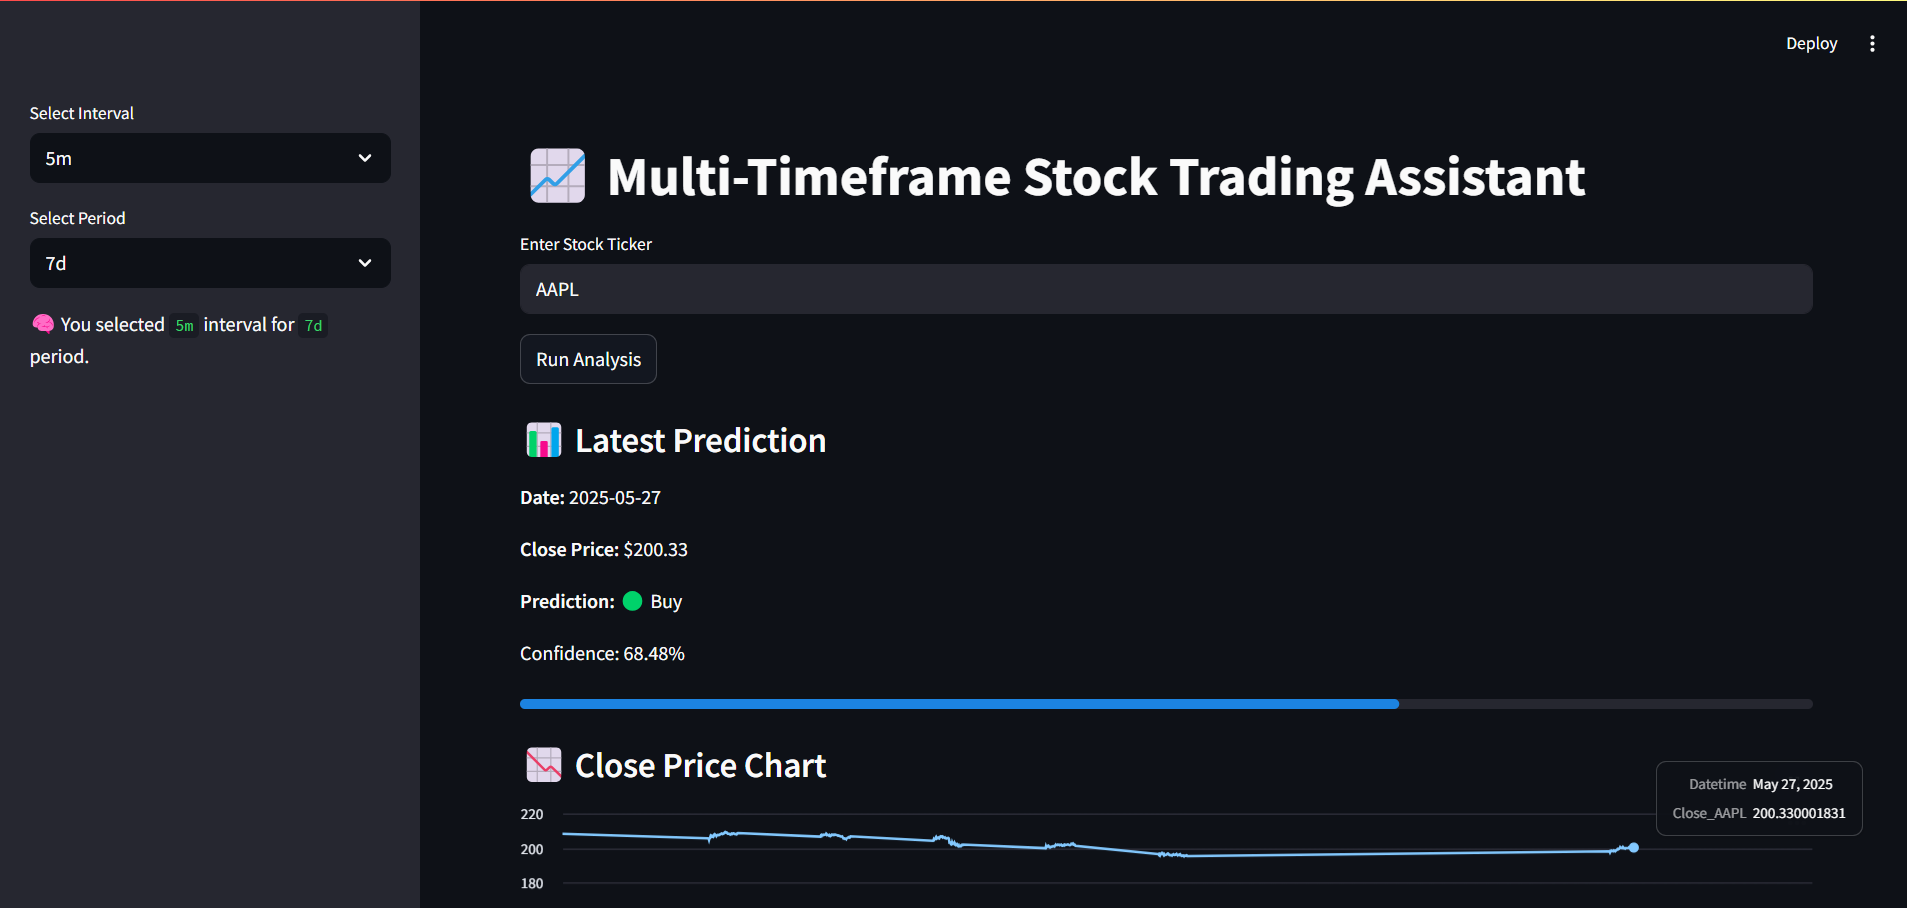 Deploy
Select Interval
5m
Select Period
7d
You selected 5m interval for 7d
period.
Multi-Timeframe Stock Trading Assistant
Enter Stock Ticker
AAPL
Run Analysis
Latest Prediction
Date: 2025-05-27
Close Price: $200.33
Prediction: Buy
Confidence: 68.48%
Close Price Chart
Datetime May 27, 2025
Close_AAPL 200.330001831
220
200
180